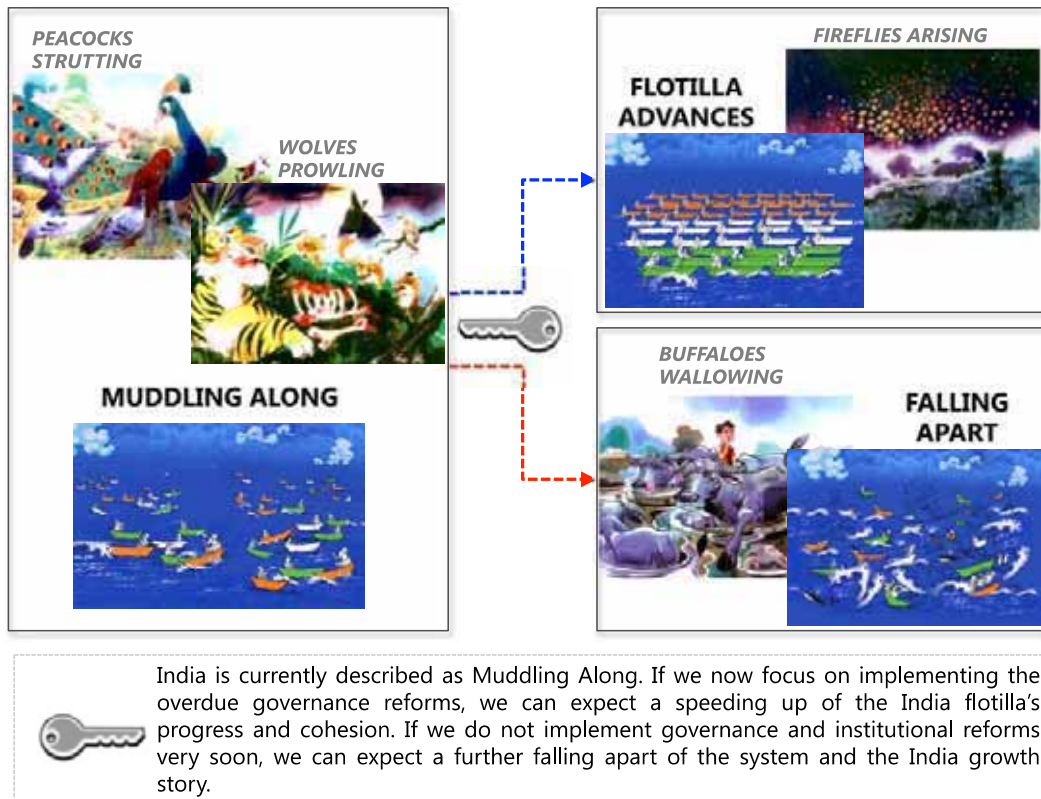 PEACOCKS
STRUTTING
WOLVES
PROWLING
MUDDLING ALONG
FIREFLIES ARISING
FLOTILLA
ADVANCES
BUFFALOES
WALLOWING
FALLING
APART
India is currently described as Muddling Along. If we now focus on implementing the
overdue governance reforms, we can expect a speeding up of the India flotilla’s
progress and cohesion. If we do not implement governance and institutional reforms
very soon, we can expect a further falling apart of the system and the India growth
story.